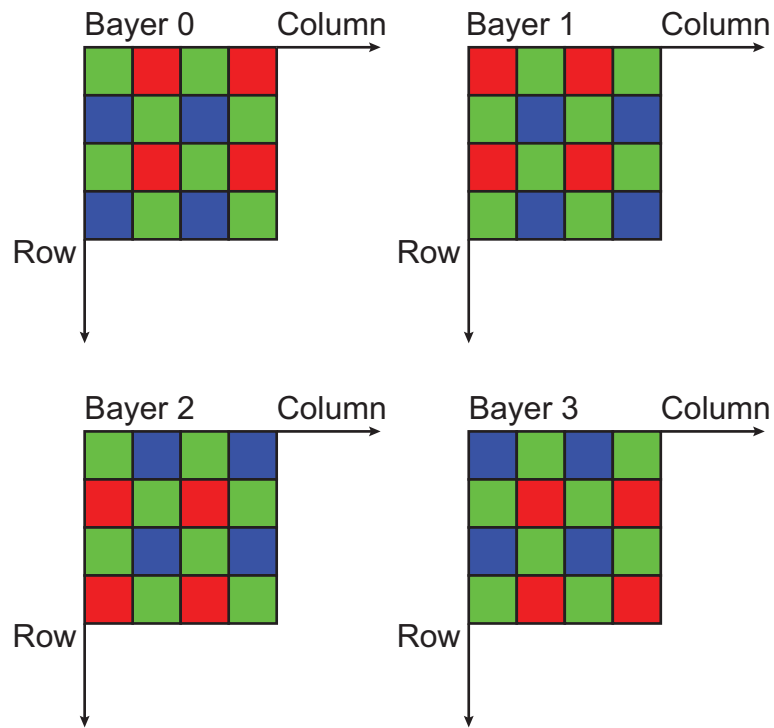 Bayer 0 Column
Row
Bayer 1 Column
Row
Bayer 2 Column
Row
Bayer 3 Column
Row